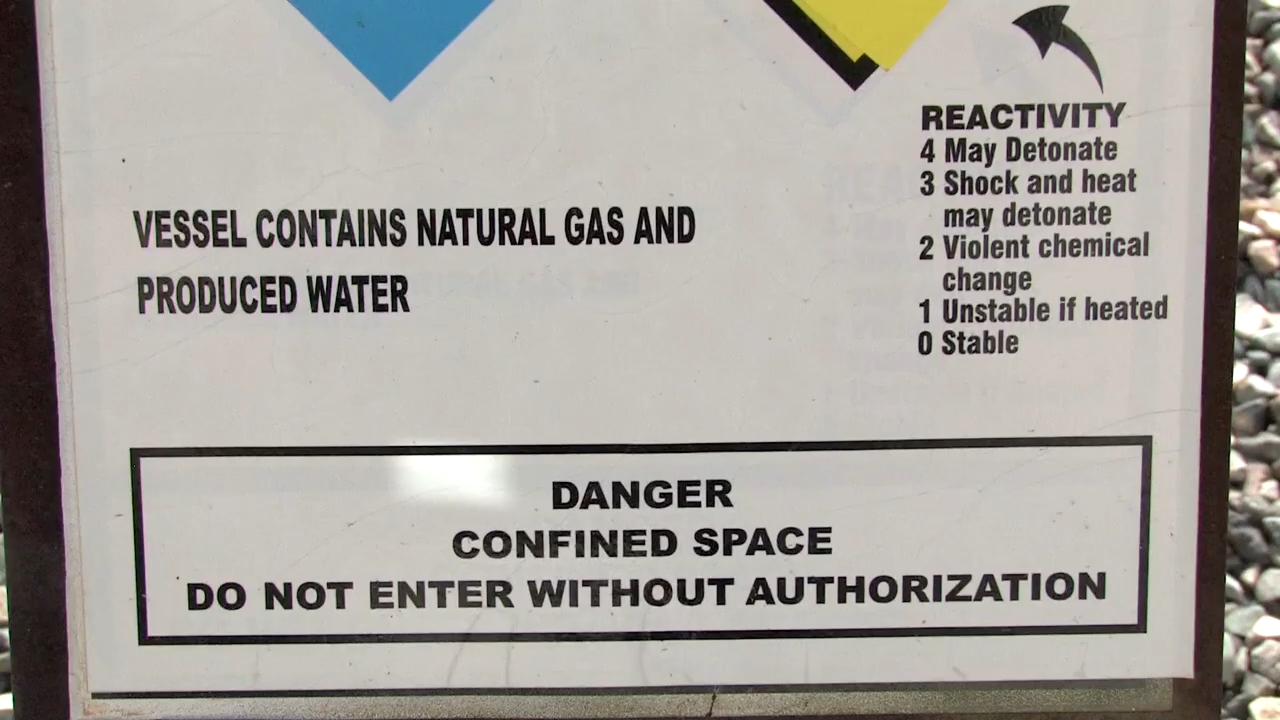 REACTIVITY
4 May Detonate
3 Shock and heat
may detonate
2 Violent chemical
change
1 Unstable if heated
0 Stable
VESSEL CONTAINS NATURAL GAS AND
PRODUCED WATER
DANGER
CONFINED SPACE
DO NOT ENTER WITHOUT AUTHORIZATION